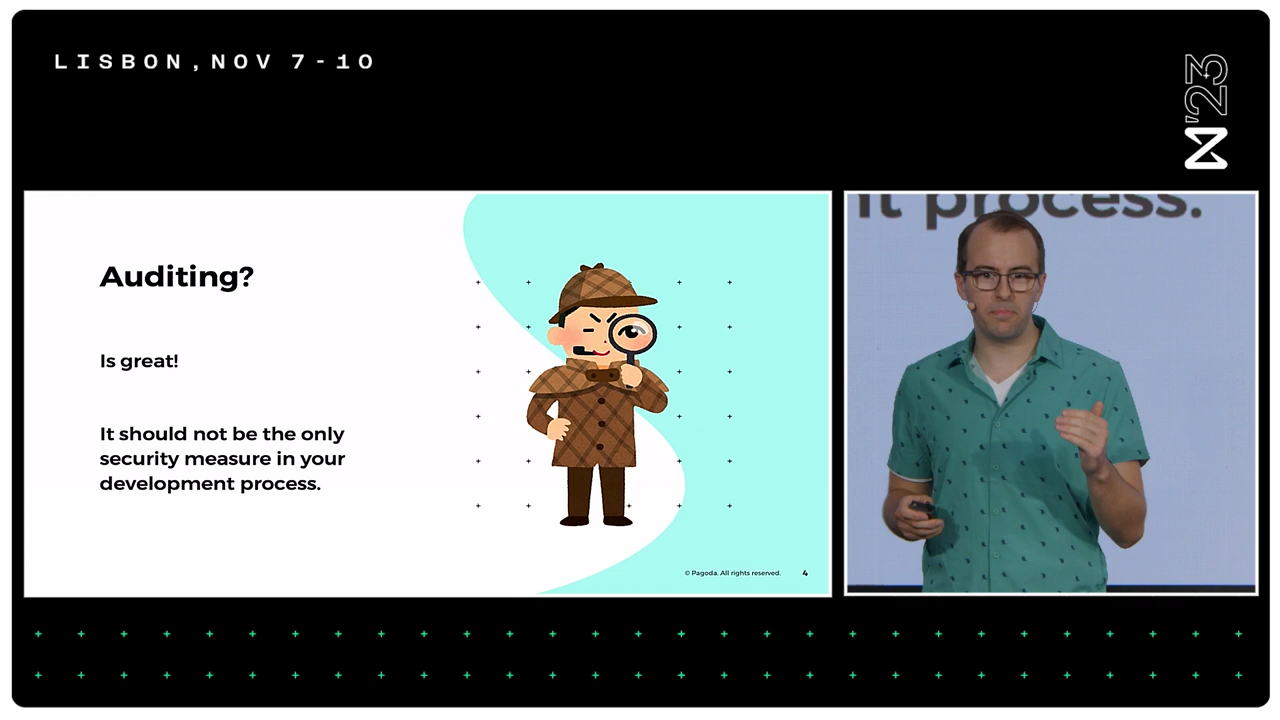 LISBON, NOV 7-10
'23
Auditing?
Is great!
It should not be the only
security measure in your
development process.
© Pagoda. All rights reserved.
4
it process.